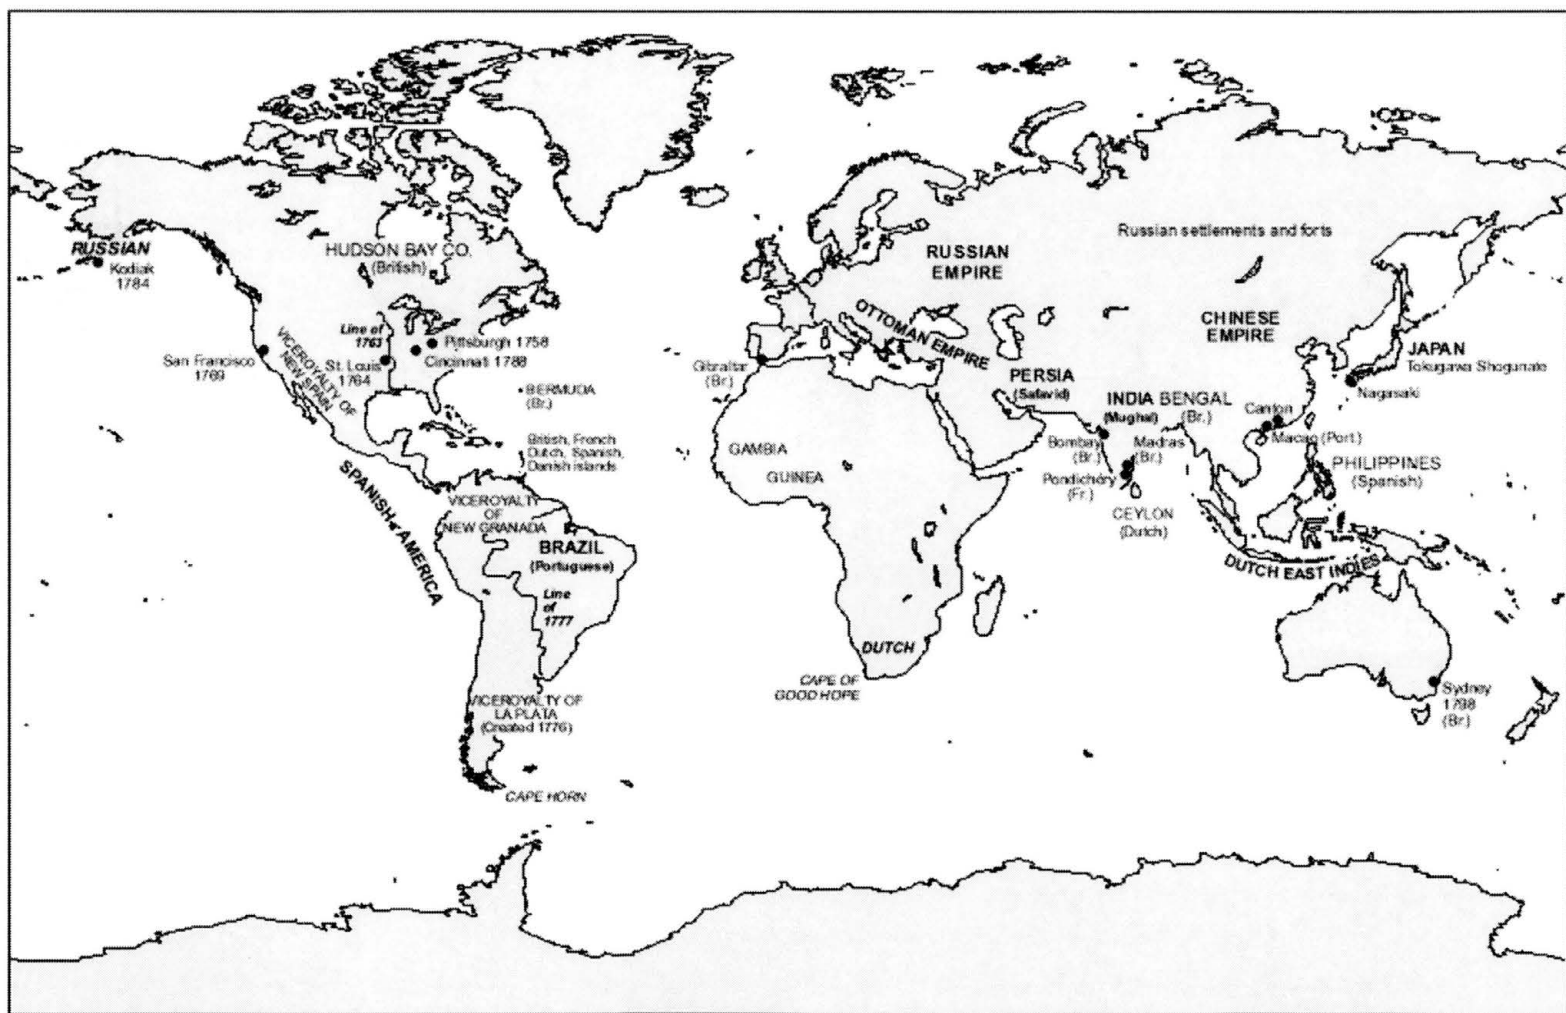 RUSSIAN
Kodiak
1784
HUDSON BAY CO.
(British)
Line of
1763
Pittsburgh 1758
Cincinnati 1788
San Francisco
1769
St. Louis
1764
VICEROYALTY OF
NEW SPAIN
BERMUDA
(Br.)
British, French
Dutch, Spanish,
Danish islands
SPANISH AMERICA
VICEROYALTY
OF
NEW GRANADA
BRAZIL
(Portuguese)
Line
of
1777
VICEROYALTY OF
LA PLATA
(Created 1776)
CAPE HORN
RUSSIAN
EMPIRE
Russian settlements and forts
OTTOMAN EMPIRE
Gibraltar
(Br.)
PERSIA
(Safavid)
CHINESE
EMPIRE
JAPAN
Tokugawa Shogunate
Nagasaki
INDIA
(Mughal)
BENGAL
(Br.)
Canton
Macao (Port.)
Bombay
(Br.)
Madras
(Br.)
Pondichéry
(Fr.)
CEYLON
(Dutch)
PHILIPPINES
(Spanish)
GAMBIA
GUINEA
DUTCH EAST INDIES
DUTCH
CAPE OF
GOOD HOPE
Sydney
1798
(Br.)